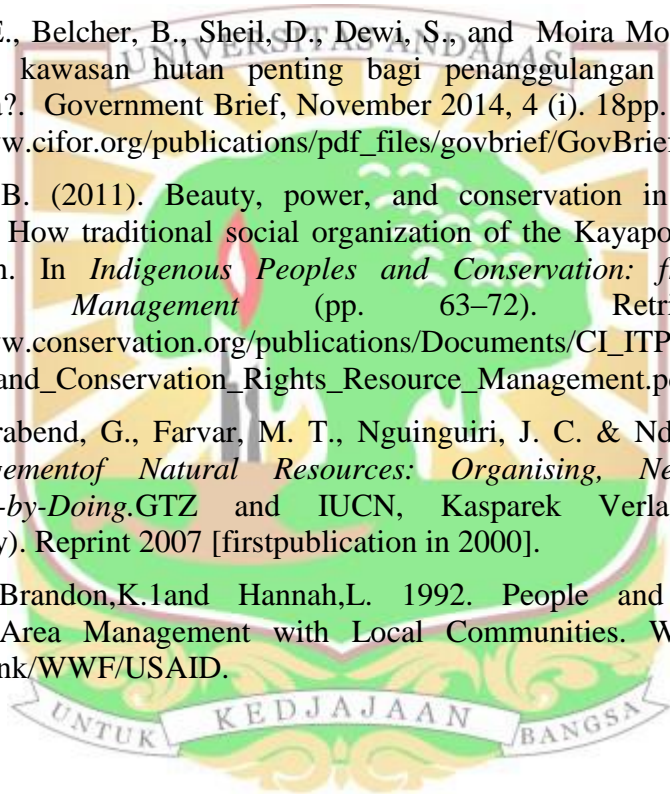 E., Belcher, B., Sheil, D., Dewi, S., and Moira Mo
UNIVERSITAS ANDALAS
kawasan hutan penting bagi penanggulangan
a?. Government Brief, November 2014, 4 (i). 18pp.
w.cifor.org/publications/pdf_files/govbrief/GovBrief
B. (2011). Beauty, power, and conservation in
How traditional social organization of the Kayapo
n. In Indigenous Peoples and Conservation: f
Management (pp. 63–72). Retri
w.conservation.org/publications/Documents/CI_ITP
and_Conservation_Rights_Resource_Management.p
rabend, G., Farvar, M. T., Nguinguiri, J. C. & Nd
gementof Natural Resources: Organising, Ne
-by-Doing.GTZ and IUCN, Kasparek Verla
y). Reprint 2007 [firstpublication in 2000].
Brandon,K.1and Hannah,L. 1992. People and
Area Management with Local Communities. W
nk/WWF/USAID.
UNTUK KEDJAJAAN BANGSA